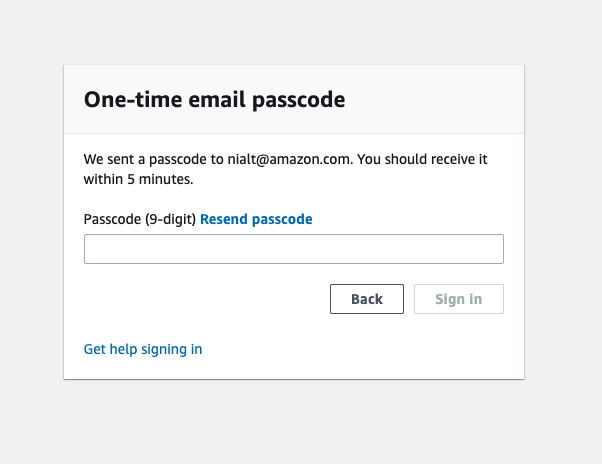 One-time email passcode
We sent a passcode to nialt@amazon.com. You should receive it
within 5 minutes.
Passcode (9-digit) Resend passcode
Back Sign in
Get help signing in